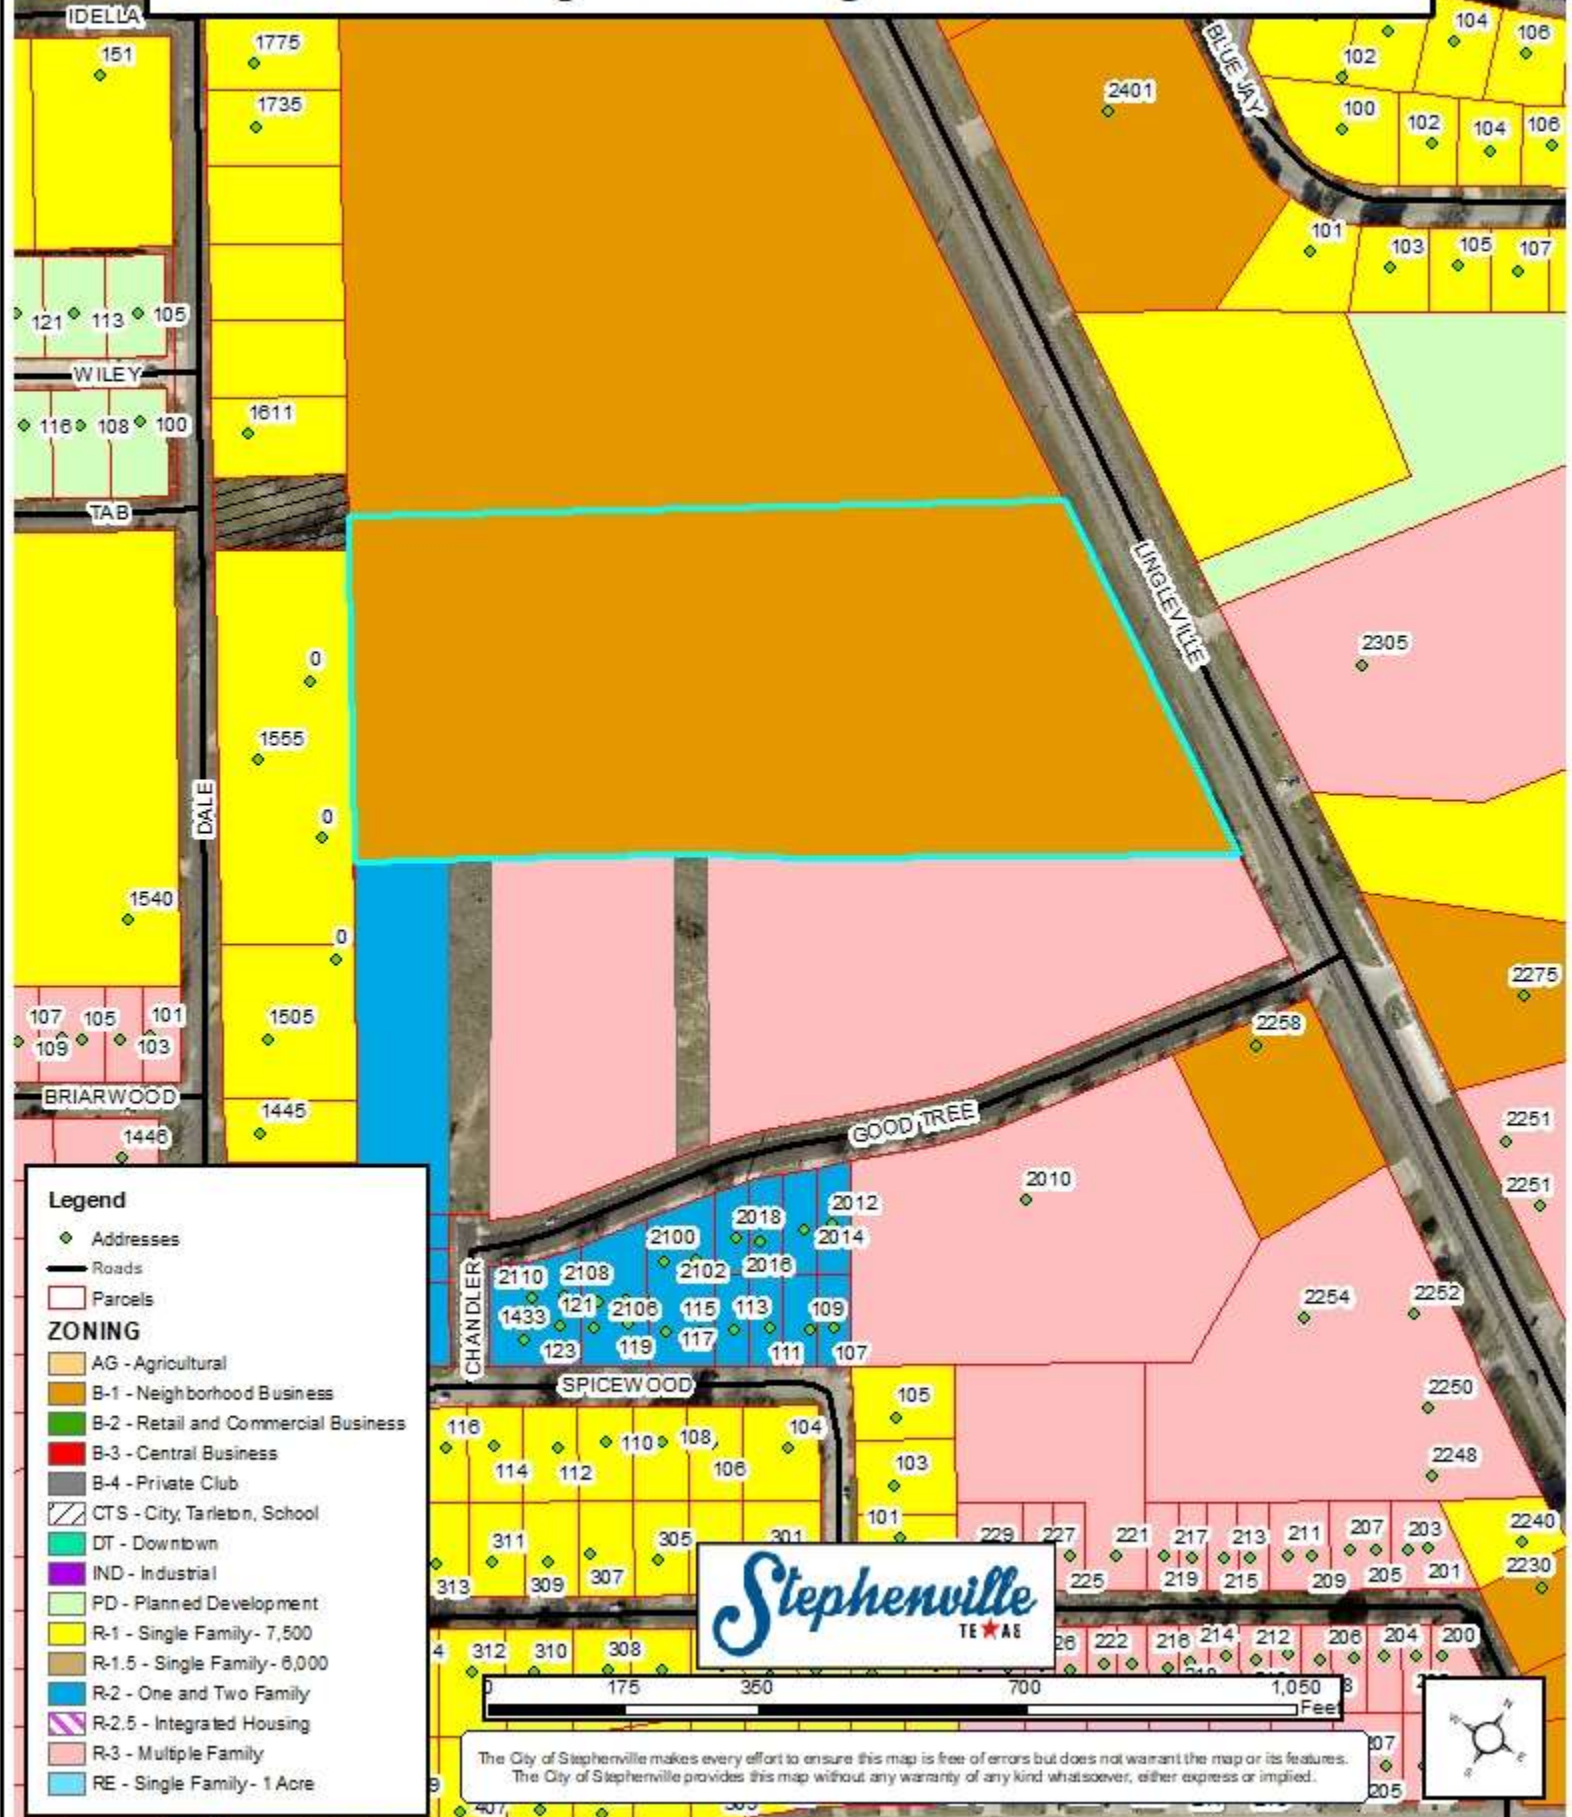 IDELLA
151
1775
1735
BLUE JAY
102
104
106
2401
100
102
104
106
101
103
105
107
121
113
105
WILEY
116
108
100
1611
TAB
LINGLEVILLE
0
1555
2305
0
DALE
1540
0
107
105
101
109
103
1505
2275
BRIARWOOD
1445
1446
2258
GOOD TREE
2251
2010
2251
2012
2018
2014
2100
2102
2016
2110
2108
121
2106
115
113
109
1433
123
119
117
111
107
CHANDLER
2254
2252
SPICEWOOD
105
2250
116
110
108
104
114
112
106
103
2248
101
311
305
301
313
309
307
229
227
221
217
213
211
207
203
225
219
215
209
205
201
2240
2230
312
310
308
222
216
214
212
206
204
200
Legend
Addresses
Roads
Parcels
ZONING
AG - Agricultural
B-1 - Neighborhood Business
B-2 - Retail and Commercial Business
B-3 - Central Business
B-4 - Private Club
CTS - City, Tarleton, School
DT - Downtown
IND - Industrial
PD - Planned Development
R-1 - Single Family - 7,500
R-1.5 - Single Family - 6,000
R-2 - One and Two Family
R-2.5 - Integrated Housing
R-3 - Multiple Family
RE - Single Family - 1 Acre
Stephenville
TEXAS
0 175 350 700 1,050
Feet
N
E
S
W
205
The City of Stephenville makes every effort to ensure this map is free of errors but does not warrant the map or its features.
The City of Stephenville provides this map without any warranty of any kind whatsoever, either express or implied.